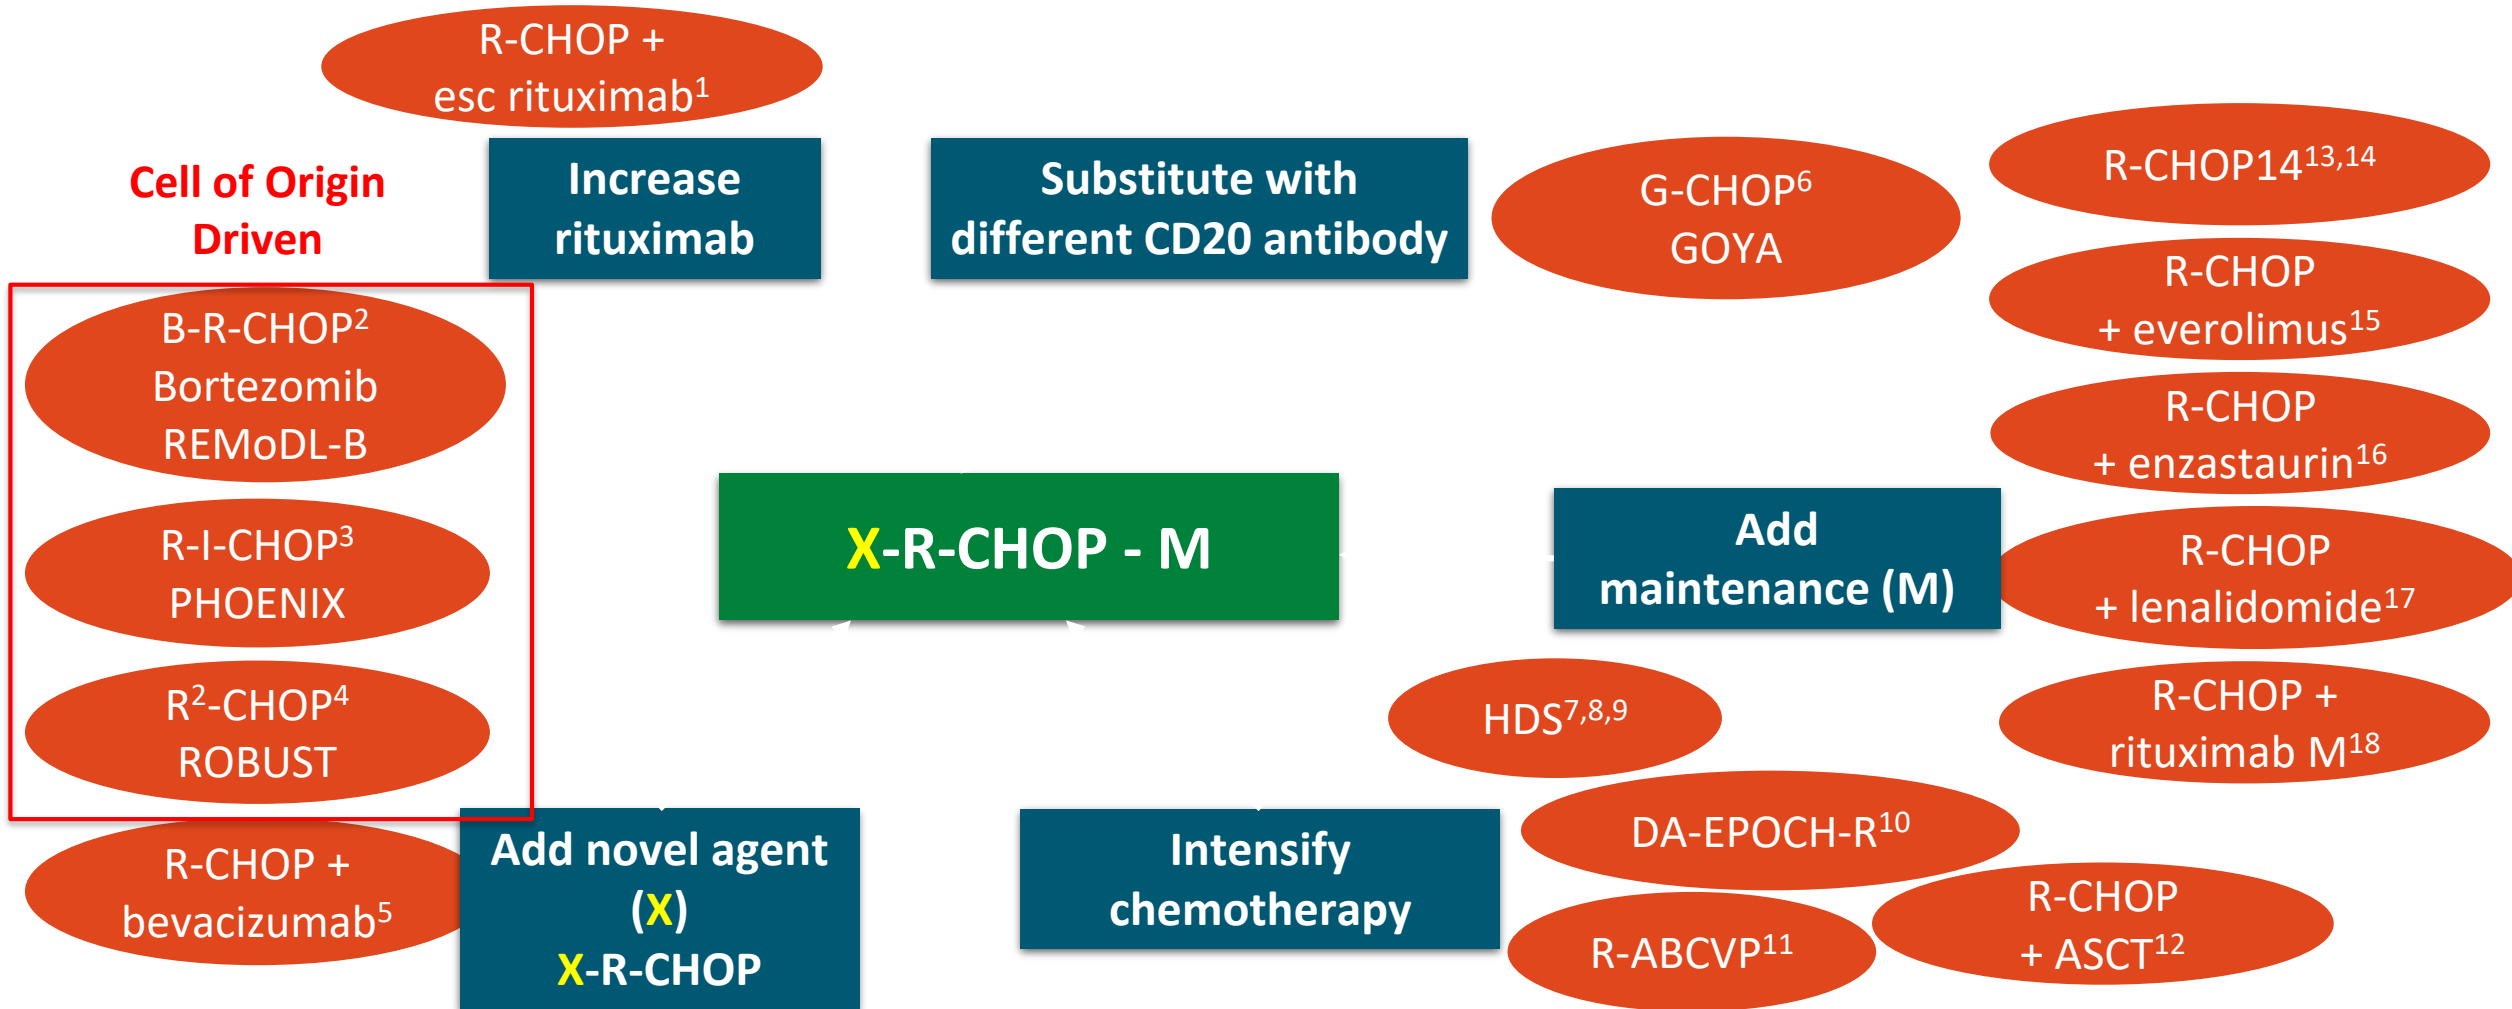 R-CHOP +
esc rituximab1
Cell of Origin
Driven
Increase
rituximab
Substitute with
different CD20 antibody
G-CHOP6
GOYA
R-CHOP1413,14
R-CHOP
+ everolimus15
B-R-CHOP2
Bortezomib
REMoDL-B
R-CHOP
+ enzastaurin16
X-R-CHOP - M
Add
maintenance (M)
R-I-CHOP3
PHOENIX
R-CHOP
+ lenalidomide17
R2-CHOP4
ROBUST
HDS7,8,9
R-CHOP +
rituximab M18
R-CHOP +
bevacizumab5
Add novel agent
(X)
X-R-CHOP
Intensify
chemotherapy
DA-EPOCH-R10
R-ABCVP11
R-CHOP
+ ASCT12